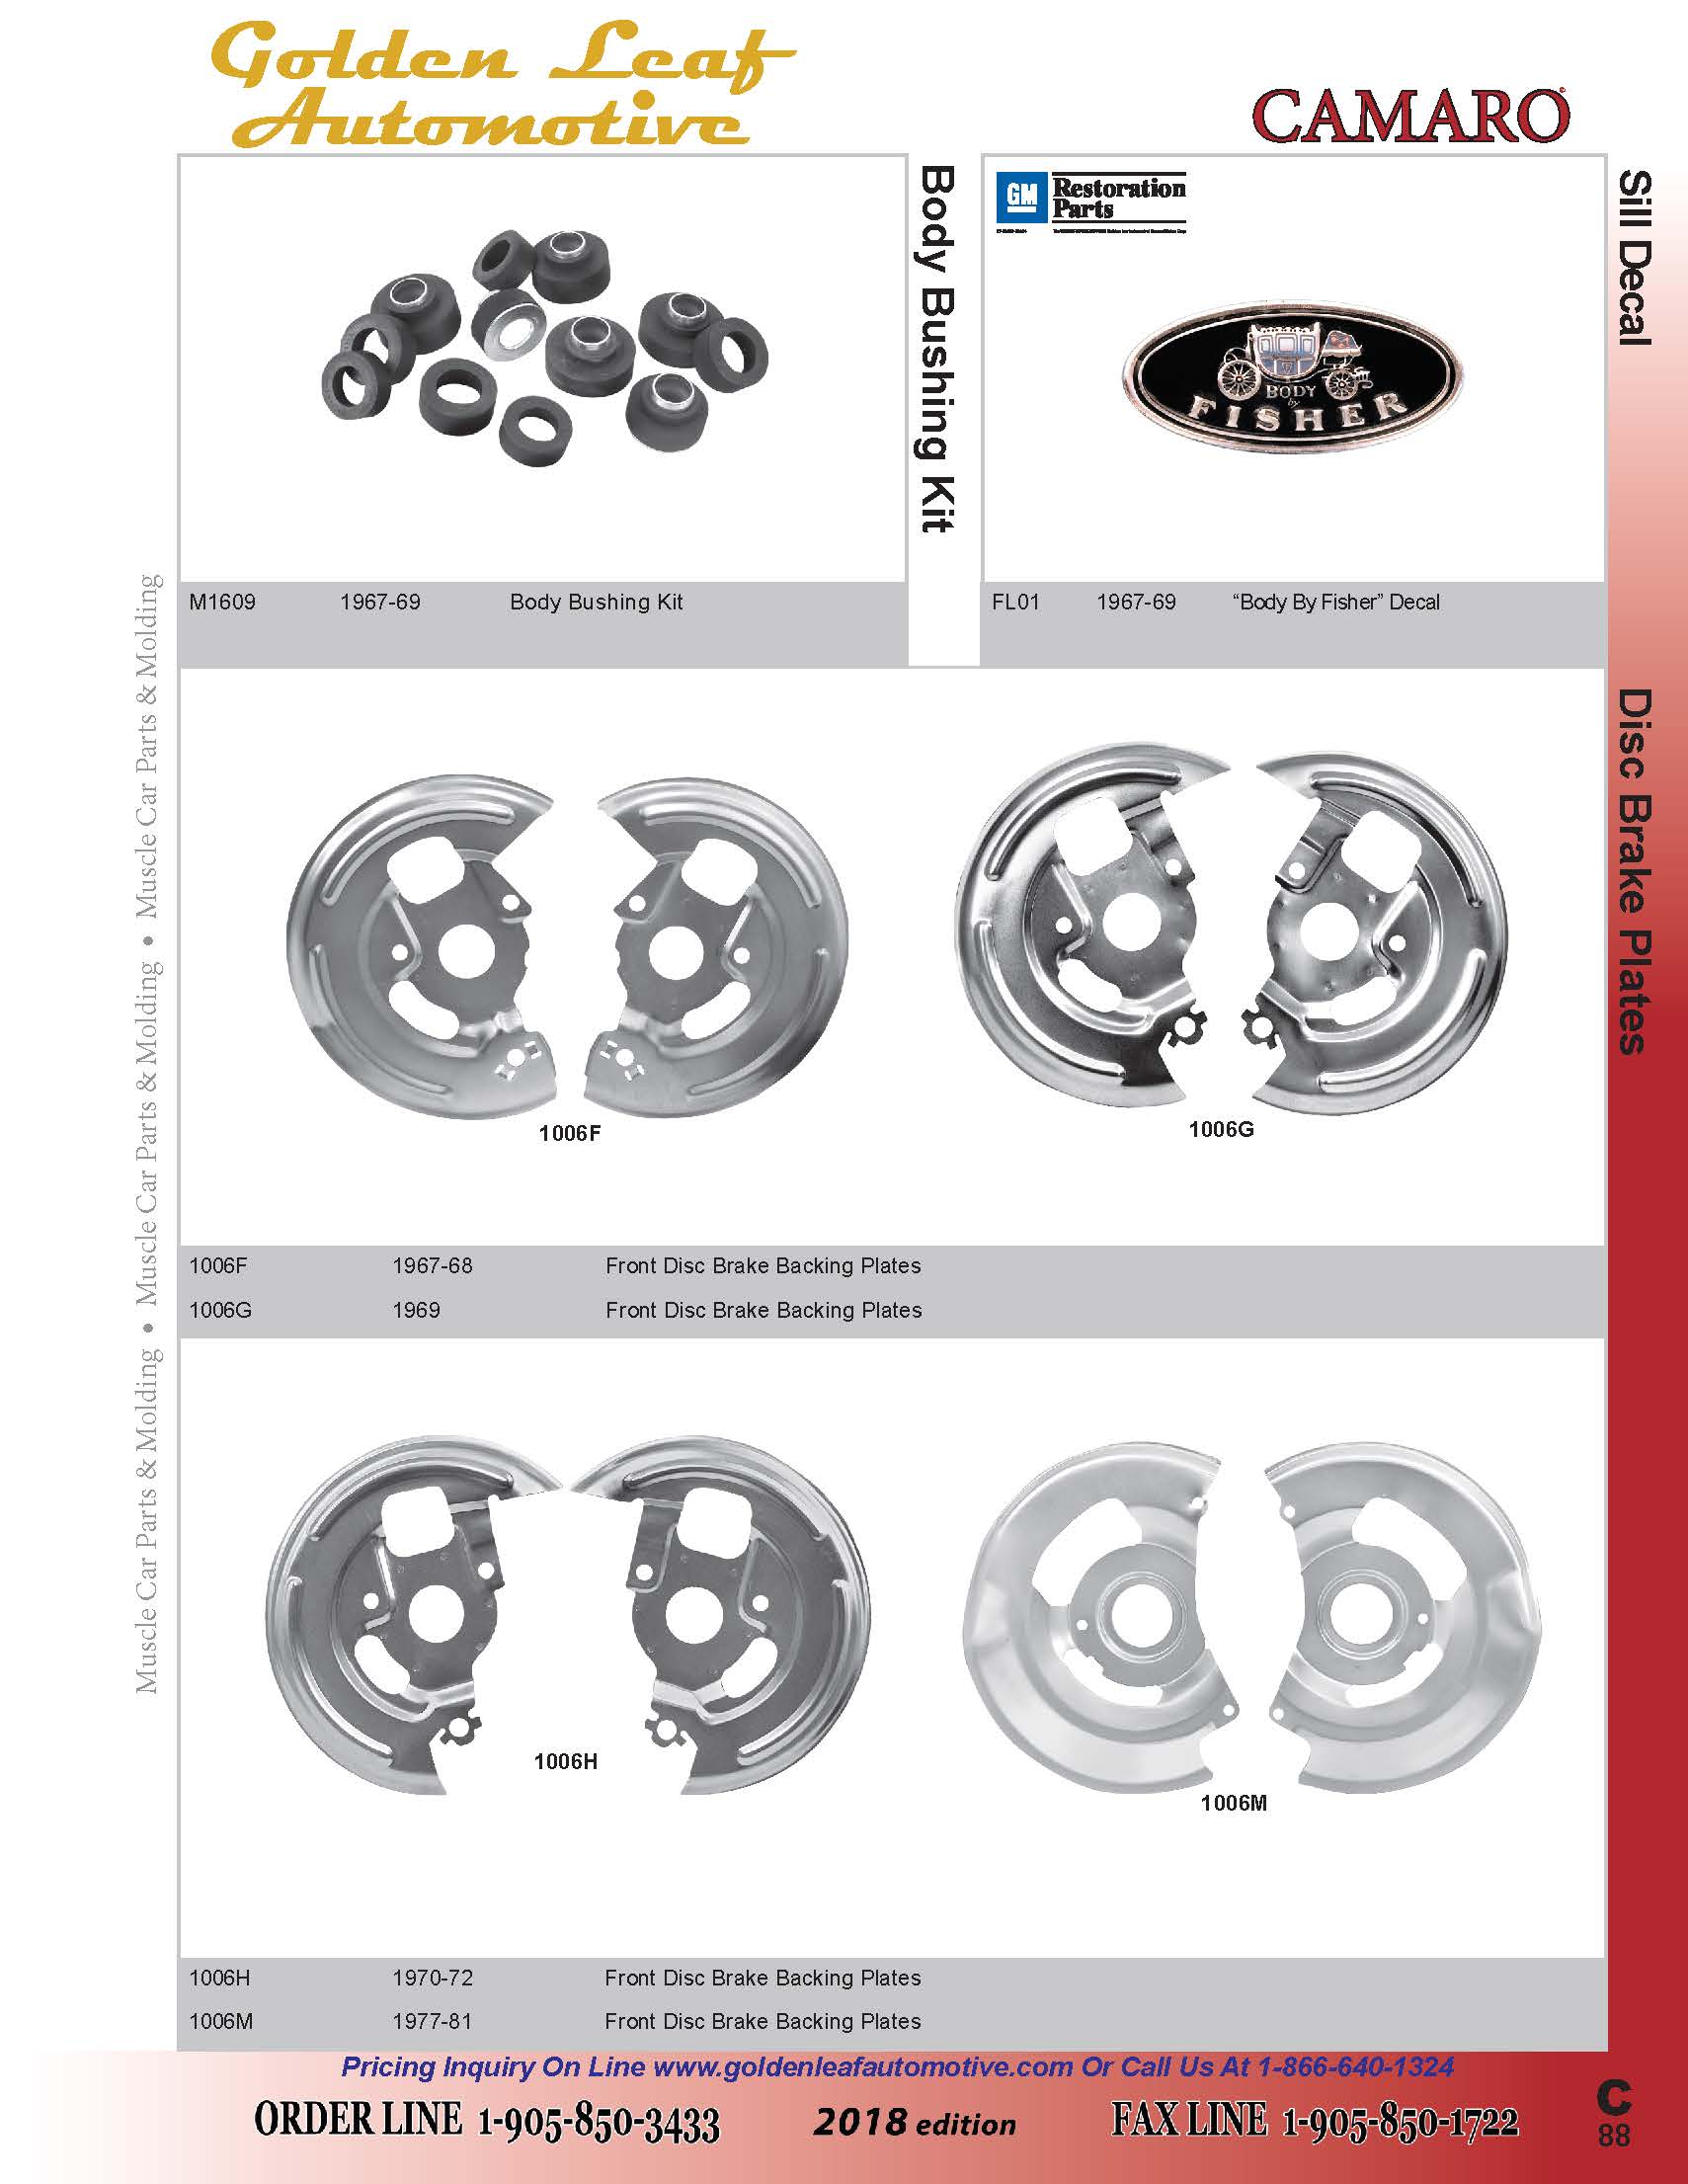 Golden Leaf
Automotive
CAMARO
GM Restoration
Parts
Body Bushing Kit
Sill Decal
BODY
by
FISHER
M1609 1967-69 Body Bushing Kit
FL01 1967-69 “Body By Fisher” Decal
Disc Brake Plates
Muscle Car Parts & Molding • Muscle Car Parts & Molding • Muscle Car Parts & Molding
1006F
1006G
1006F 1967-68 Front Disc Brake Backing Plates
1006G 1969 Front Disc Brake Backing Plates
1006H
1006M
1006H 1970-72 Front Disc Brake Backing Plates
1006M 1977-81 Front Disc Brake Backing Plates
Pricing Inquiry On Line www.goldenleafautomotive.com Or Call Us At 1-866-640-1324
ORDER LINE 1-905-850-3433 2018 edition FAX LINE 1-905-850-1722
C
88